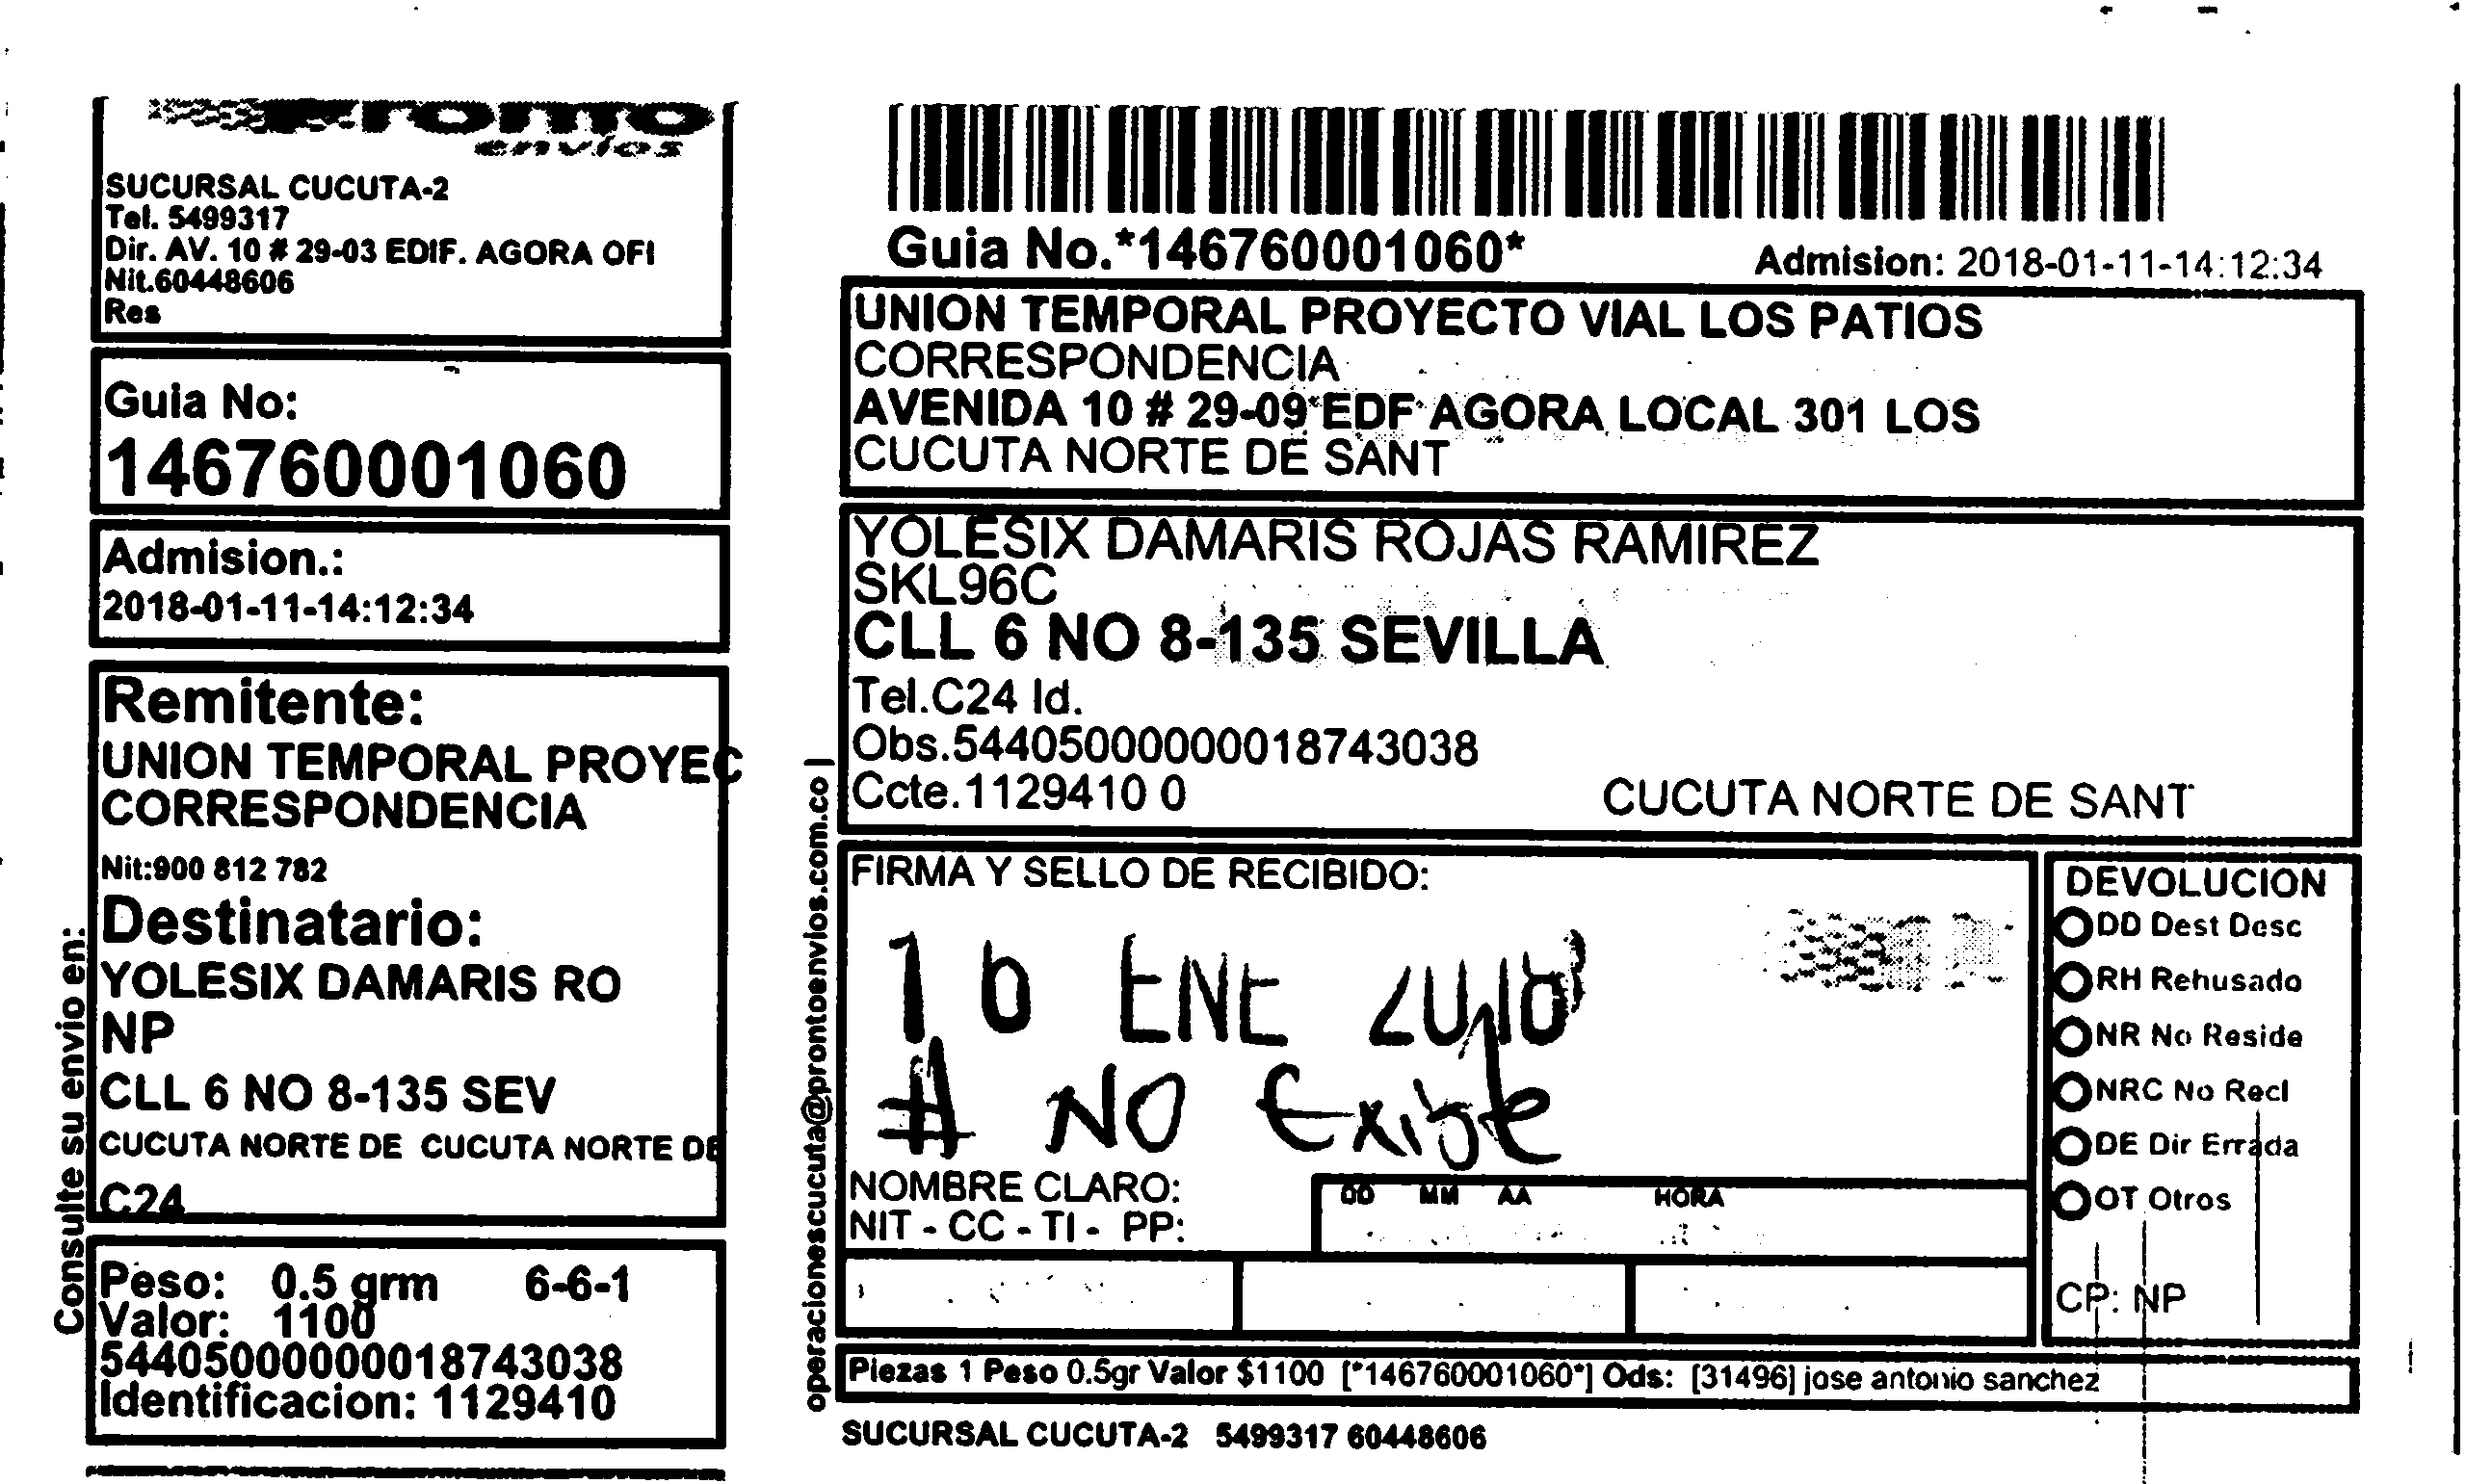 Pronto
envíos
SUCURSAL CUCUTA-2
Tel. 5499317
Dir. AV. 10 # 29-03 EDIF. AGORA OFI
Nit.60448606
Res
Guia No:
146760001060
Admision.:
2018-01-11-14:12:34
Remitente:
UNION TEMPORAL PROYEC
CORRESPONDENCIA
Nit:900 812 782
Destinatario:
YOLESIX DAMARIS RO
NP
CLL 6 NO 8-135 SEV
CUCUTA NORTE DE CUCUTA NORTE DE
C24
Peso: 0.5 grm 6-6-1
Valor: 1100
544050000000018743038
Identificacion: 1129410
Consulte su envio en:
operacionescucuta@prontoenvios.com.co |
Guia No.*146760001060*
Admision: 2018-01-11-14:12:34
UNION TEMPORAL PROYECTO VIAL LOS PATIOS
CORRESPONDENCIA
AVENIDA 10 # 29-09 EDF AGORA LOCAL 301 LOS
CUCUTA NORTE DE SANT
YOLESIX DAMARIS ROJAS RAMIREZ
SKL96C
CLL 6 NO 8-135 SEVILLA
Tel.C24 Id.
Obs.544050000000018743038
Ccte.1129410 0
CUCUTA NORTE DE SANT
FIRMA Y SELLO DE RECIBIDO:
ENE
# NO Existe
NOMBRE CLARO:
NIT - CC - TI - PP:
DD MM AA HORA
DEVOLUCION
DD Dest Desc
RH Rehusado
NR No Reside
NRC No Recl
DE Dir Errada
OT Otros
CP: NP
Piezas 1 Peso 0.5gr Valor $1100 [*146760001060*] Ods: [31496] jose antonio sanchez
SUCURSAL CUCUTA-2 5499317 60448606